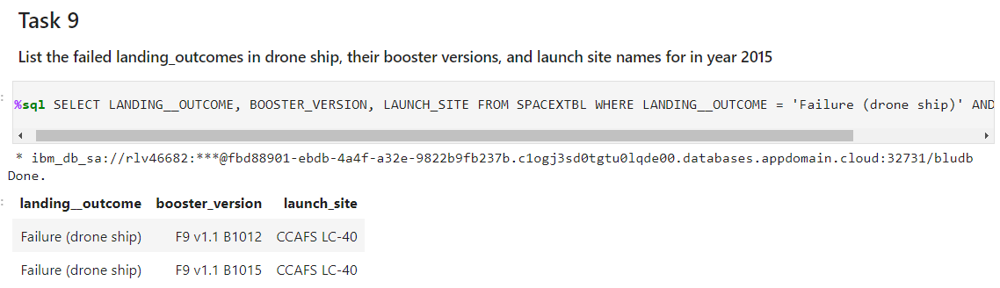 Task 9
List the failed landing_outcomes in drone ship, their booster versions, and launch site names for in year 2015
%sql SELECT LANDING__OUTCOME, BOOSTER_VERSION, LAUNCH_SITE FROM SPACEXTBL WHERE LANDING__OUTCOME = 'Failure (drone ship)' AND
* ibm_db_sa://rlv46682:***@fbd88901-ebdb-4a4f-a32e-9822b9fb237b.c1ogj3sd0tgtu0lqde00.databases.appdomain.cloud:32731/bludb
Done.
landing__outcome booster_version launch_site
Failure (drone ship) F9 v1.1 B1012 CCAFS LC-40
Failure (drone ship) F9 v1.1 B1015 CCAFS LC-40